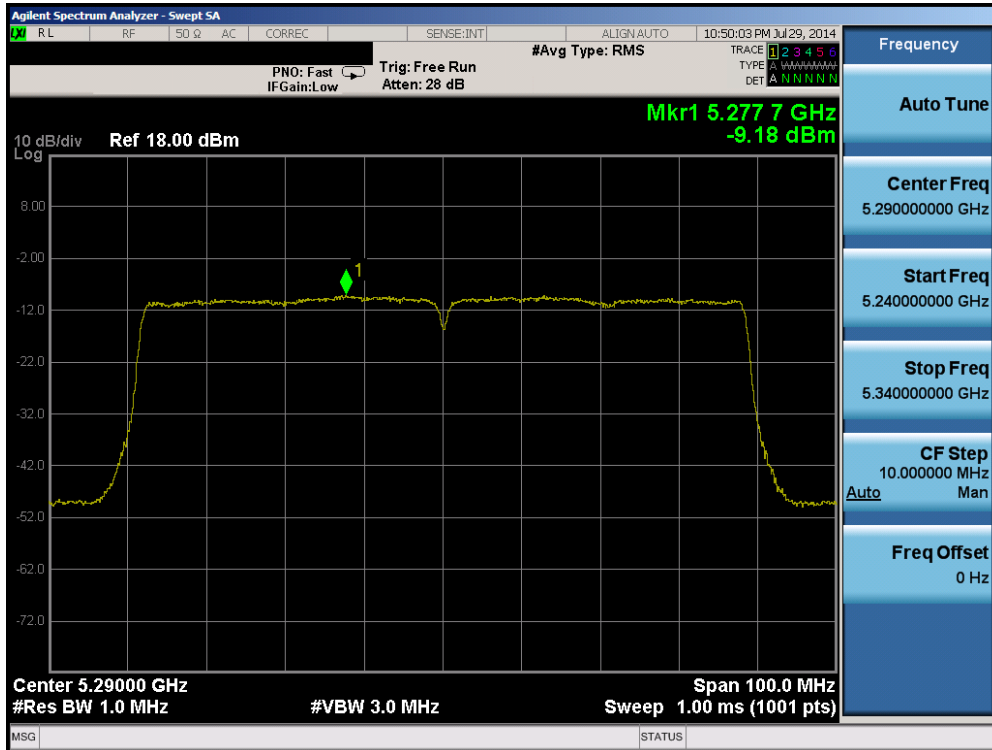 Agilent Spectrum Analyzer - Swept SA
LXI RL RF 50 Ω AC CORREC SENSE:INT ALIGN AUTO 10:50:03 PM Jul 29, 2014
PNO: Fast
IFGain:Low
Trig: Free Run
Atten: 28 dB
#Avg Type: RMS
TRACE 1 2 3 4 5 6
TYPE A WWWWW
DET A N N N N N
Mkr1 5.277 7 GHz
-9.18 dBm
10 dB/div Ref 18.00 dBm
Log
8.00
-2.00
1
-12.0
-22.0
-32.0
-42.0
-52.0
-62.0
-72.0
Center 5.29000 GHz Span 100.0 MHz
#Res BW 1.0 MHz #VBW 3.0 MHz Sweep 1.00 ms (1001 pts)
MSG STATUS
Frequency
Auto Tune
Center Freq
5.290000000 GHz
Start Freq
5.240000000 GHz
Stop Freq
5.340000000 GHz
CF Step
10.000000 MHz
Auto Man
Freq Offset
0 Hz